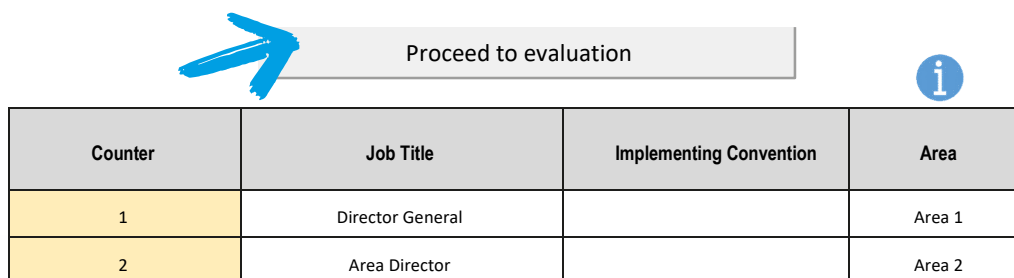 Proceed to evaluation
i
Counter Job Title Implementing Convention Area
1 Director General Area 1
2 Area Director Area 2